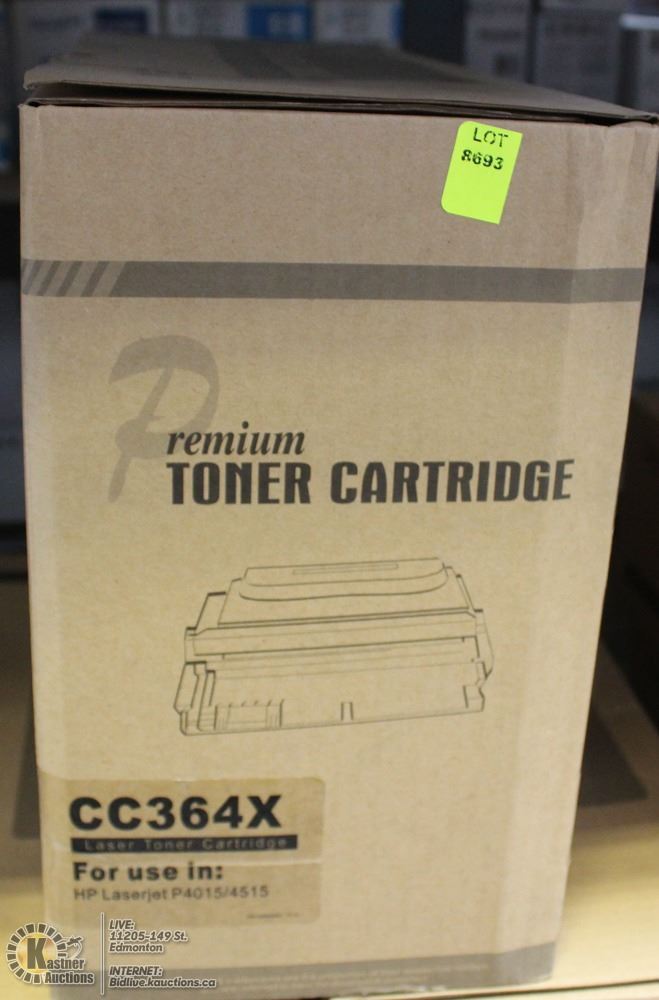 LOT
8693
Premium
TONER CARTRIDGE
CC364X
Laser Toner Cartridge
For use in:
HP Laserjet P4015/4515
Kastner
Auctions
LIVE:
11205-149 St.
Edmonton
INTERNET:
Bidlive.kauctions.ca